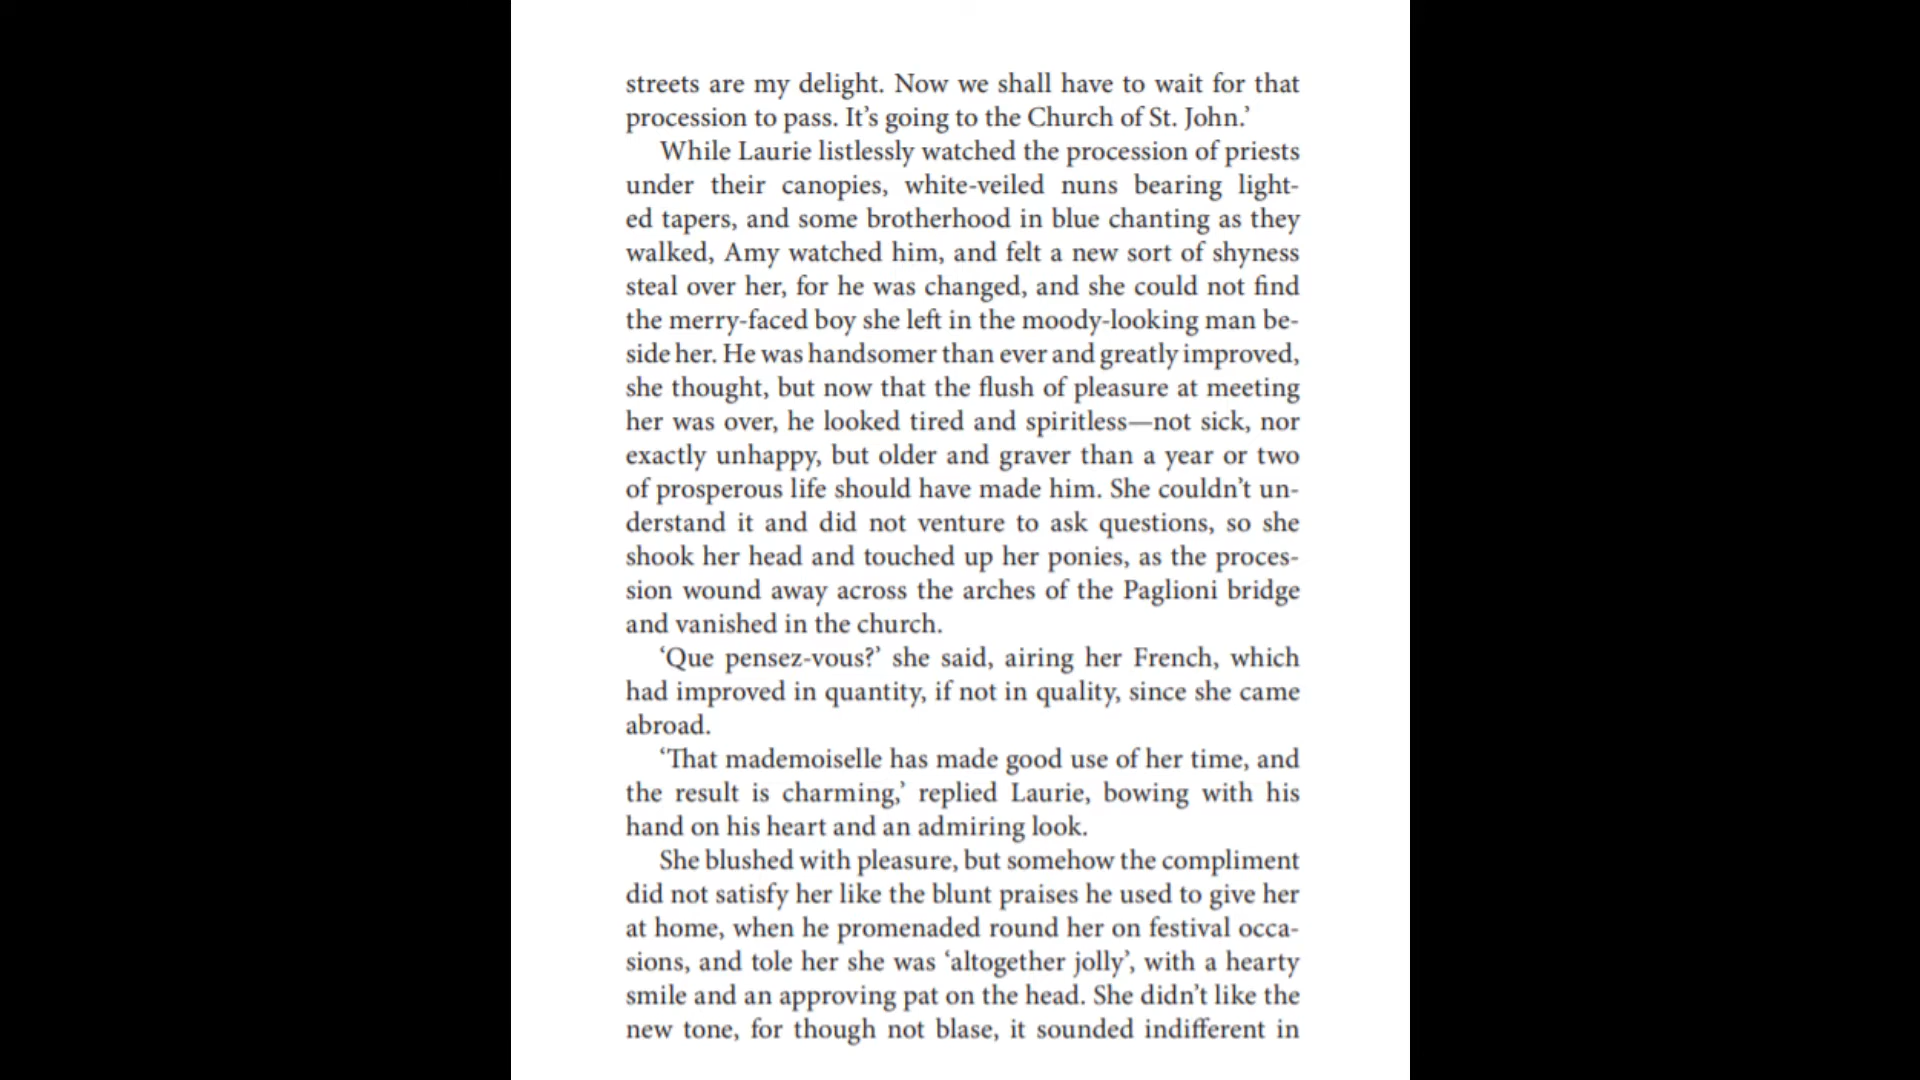 streets are my delight. Now we shall have to wait for that
procession to pass. It’s going to the Church of St. John.’
While Laurie listlessly watched the procession of priests
under their canopies, white-veiled nuns bearing light-
ed tapers, and some brotherhood in blue chanting as they
walked, Amy watched him, and felt a new sort of shyness
steal over her, for he was changed, and she could not find
the merry-faced boy she left in the moody-looking man be-
side her. He was handsomer than ever and greatly improved,
she thought, but now that the flush of pleasure at meeting
her was over, he looked tired and spiritless—not sick, nor
exactly unhappy, but older and graver than a year or two
of prosperous life should have made him. She couldn’t un-
derstand it and did not venture to ask questions, so she
shook her head and touched up her ponies, as the proces-
sion wound away across the arches of the Paglioni bridge
and vanished in the church.
‘Que pensez-vous?’ she said, airing her French, which
had improved in quantity, if not in quality, since she came
abroad.
‘That mademoiselle has made good use of her time, and
the result is charming,’ replied Laurie, bowing with his
hand on his heart and an admiring look.
She blushed with pleasure, but somehow the compliment
did not satisfy her like the blunt praises he used to give her
at home, when he promenaded round her on festival occa-
sions, and tole her she was ‘altogether jolly’, with a hearty
smile and an approving pat on the head. She didn’t like the
new tone, for though not blase, it sounded indifferent in